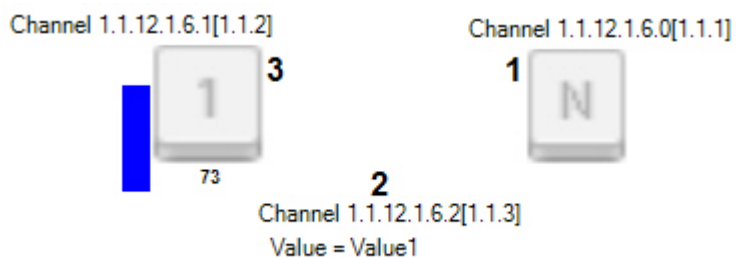 Channel 1.1.12.1.6.1[1.1.2]
Channel 1.1.12.1.6.0[1.1.1]
1
3
1
N
73
2
Channel 1.1.12.1.6.2[1.1.3]
Value = Value1